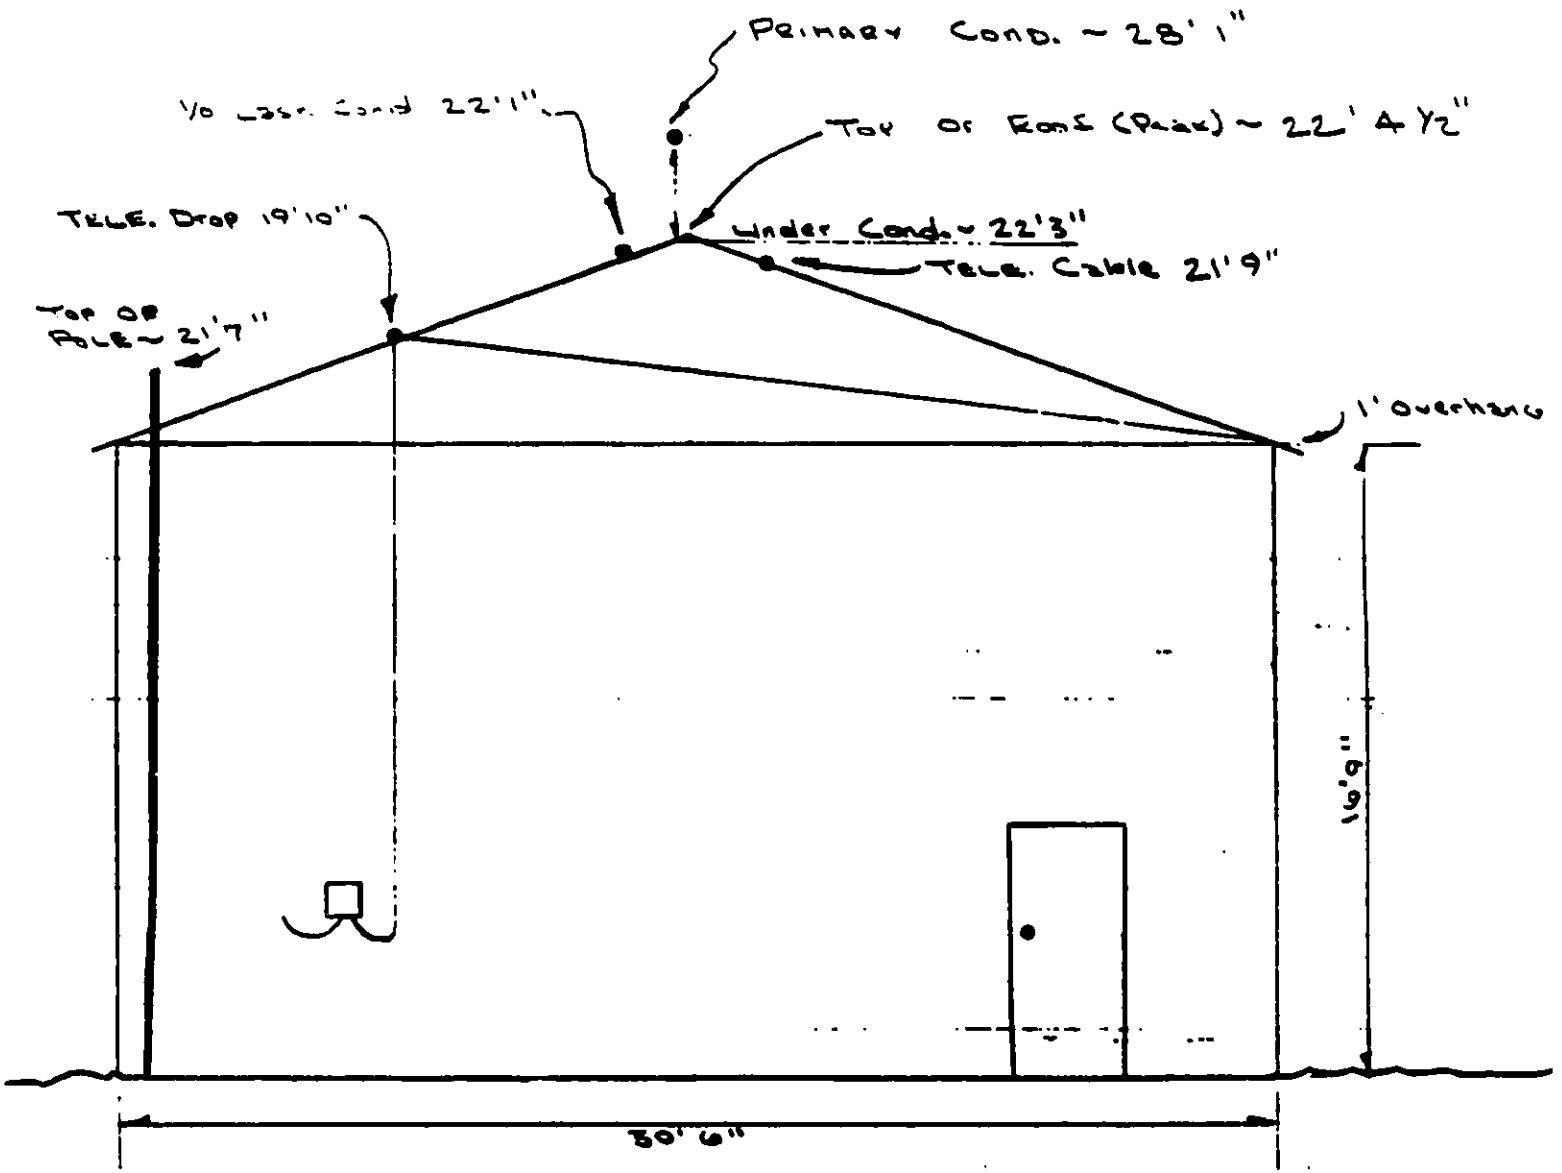 Primary Cond. ~ 28' 1"
1/0 Cond 22'1"
Top Of Roof (Peak) ~ 22' 4 1/2"
TELE. Drop 19'10"
Under Cond. ~ 22'3"
TELE. Cable 21'9"
Top OF
POLE ~ 21'7"
1' Overhang
16'9"
30' 6"